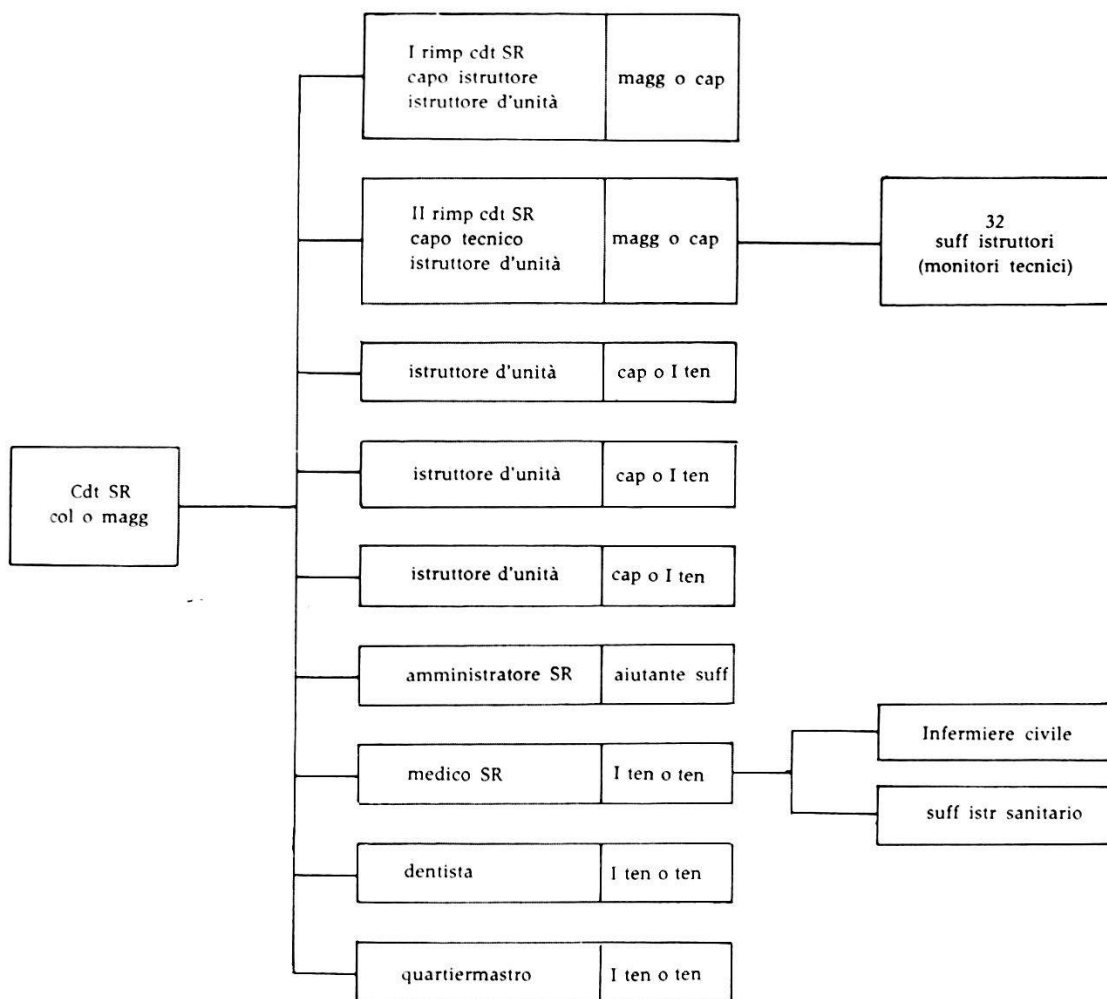 I rimp cdt SR
capo istruttore
istruttore d'unità
magg o cap
II rimp cdt SR
capo tecnico
istruttore d'unità
magg o cap
32
suff istruttori
(monitori tecnici)
istruttore d'unità
cap o I ten
Cdt SR
col o magg
istruttore d'unità
cap o I ten
istruttore d'unità
cap o I ten
amministratore SR
aiutante suff
medico SR
I ten o ten
Infermiere civile
suff istr sanitario
dentista
I ten o ten
quartiermastro
I ten o ten